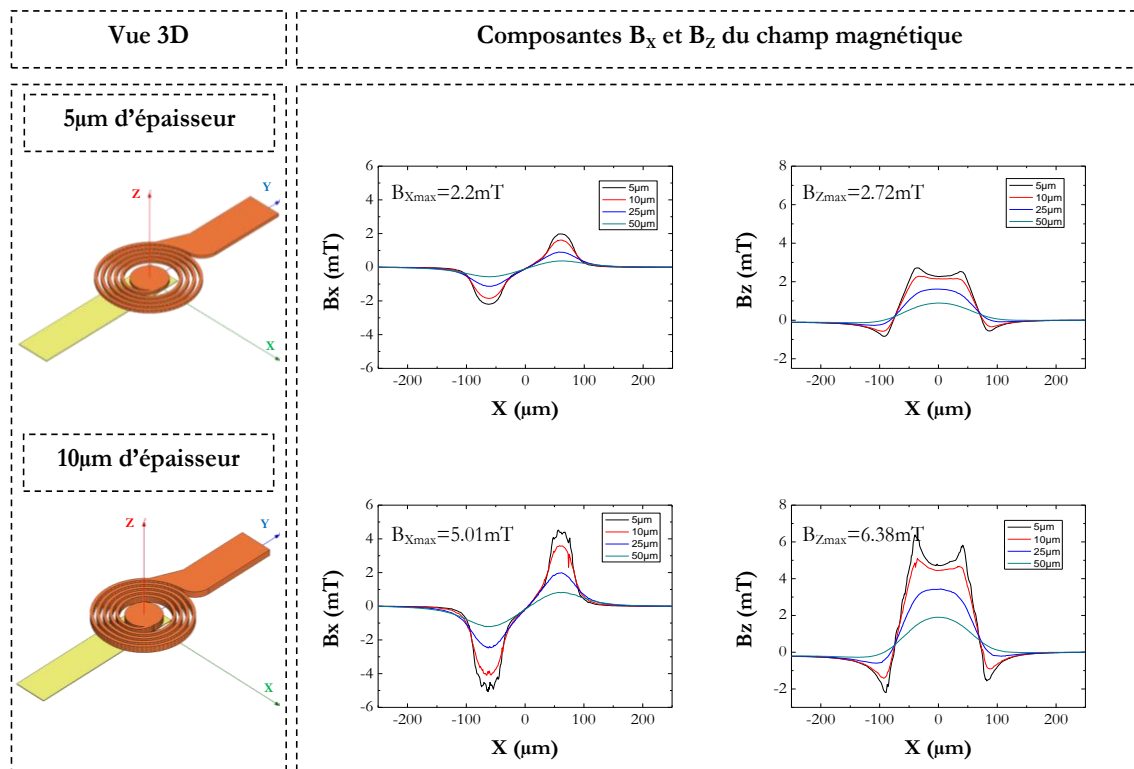 Vue 3D
Composantes BX et BZ du champ magnétique
5µm d'épaisseur
Z
Y
X
6
4
2
0
-2
-4
-6
-200
-100
0
100
200
Bx (mT)
X (µm)
BXmax=2.2mT
5µm
10µm
25µm
50µm
8
6
4
2
0
-2
-200
-100
0
100
200
Bz (mT)
X (µm)
BZmax=2.72mT
5µm
10µm
25µm
50µm
10µm d'épaisseur
Z
Y
X
6
4
2
0
-2
-4
-6
-200
-100
0
100
200
Bx (mT)
X (µm)
BXmax=5.01mT
5µm
10µm
25µm
50µm
8
6
4
2
0
-2
-200
-100
0
100
200
Bz (mT)
X (µm)
BZmax=6.38mT
5µm
10µm
25µm
50µm